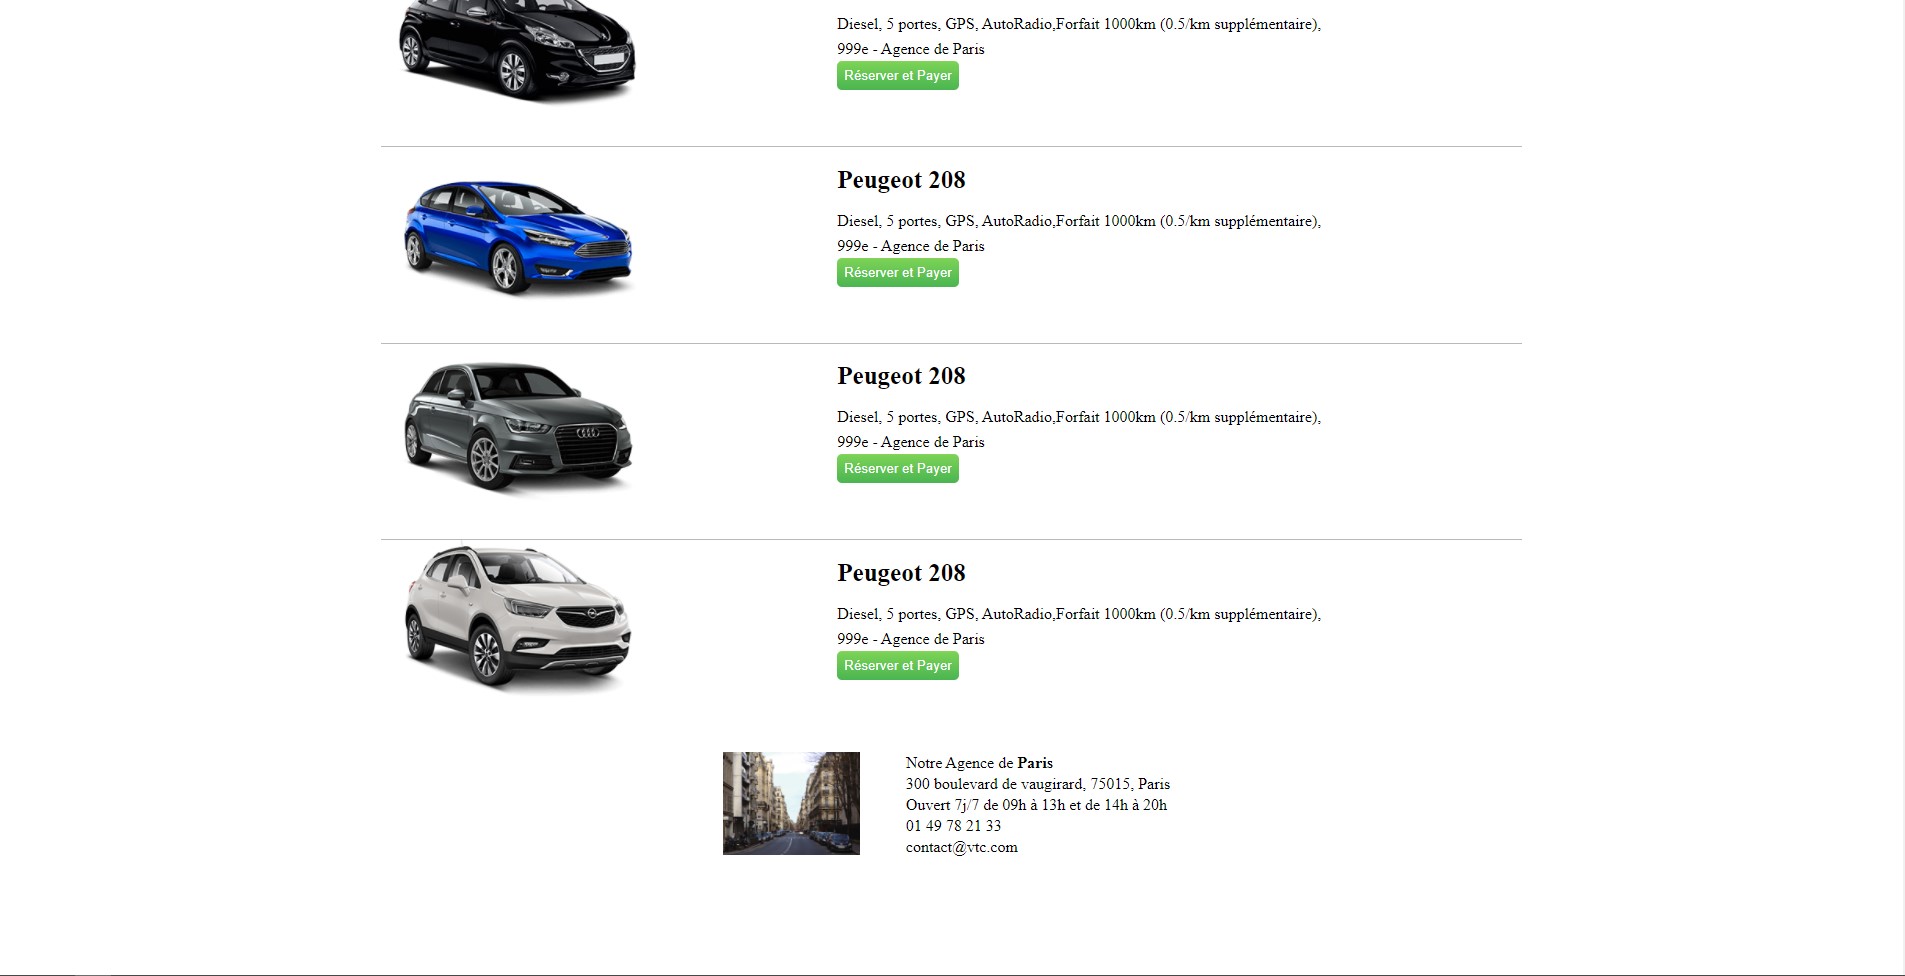 Diesel, 5 portes, GPS, AutoRadio,Forfait 1000km (0.5/km supplémentaire),
999e - Agence de Paris
Réserver et Payer
Peugeot 208
Diesel, 5 portes, GPS, AutoRadio,Forfait 1000km (0.5/km supplémentaire),
999e - Agence de Paris
Réserver et Payer
Peugeot 208
Diesel, 5 portes, GPS, AutoRadio,Forfait 1000km (0.5/km supplémentaire),
999e - Agence de Paris
Réserver et Payer
Peugeot 208
Diesel, 5 portes, GPS, AutoRadio,Forfait 1000km (0.5/km supplémentaire),
999e - Agence de Paris
Réserver et Payer
Notre Agence de Paris
300 boulevard de vaugirard, 75015, Paris
Ouvert 7j/7 de 09h à 13h et de 14h à 20h
01 49 78 21 33
contact@vtc.com